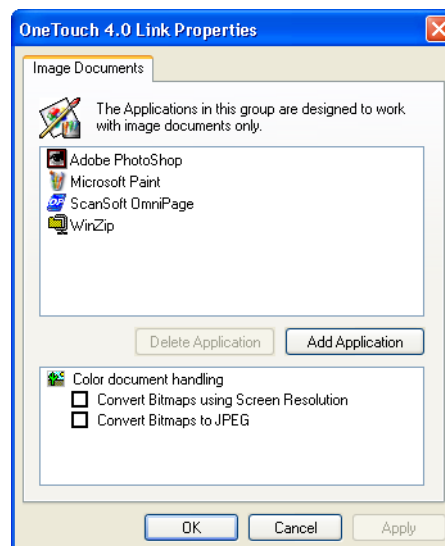 OneTouch 4.0 Link Properties
Image Documents
The Applications in this group are designed to work
with image documents only.
Adobe PhotoShop
Microsoft Paint
ScanSoft OmniPage
WinZip
Delete Application
Add Application
Color document handling
Convert Bitmaps using Screen Resolution
Convert Bitmaps to JPEG
OK
Cancel
Apply